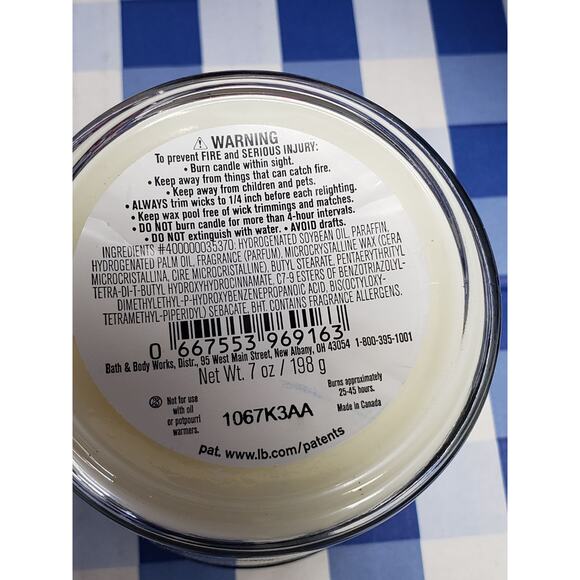 ⚠ WARNING
To prevent FIRE and SERIOUS INJURY:
• Burn candle within sight.
• Keep away from things that can catch fire.
• Keep away from children and pets.
• ALWAYS trim wicks to 1/4 inch before each relighting.
• Keep wax pool free of wick trimmings and matches.
• DO NOT burn candle for more than 4-hour intervals.
• DO NOT extinguish with water. • AVOID drafts.
INGREDIENTS #400000035370: HYDROGENATED SOYBEAN OIL, PARAFFIN,
HYDROGENATED PALM OIL, FRAGRANCE (PARFUM), MICROCRYSTALLINE WAX (CERA
MICROCRISTALLINA, CIRE MICROCRISTALLINE), BUTYL STEARATE, PENTAERYTHRITYL
TETRA-DI-T-BUTYL HYDROXYHYDROCINNAMATE, C7-9 ESTERS OF BENZOTRIAZOLYL-
DIMETHYLETHYL-P-HYDROXYBENZENEPROPANOIC ACID, BIS(OCTYLOXY-
TETRAMETHYL-PIPERIDYL) SEBACATE, BHT. CONTAINS FRAGRANCE ALLERGENS.
0 667553 969163
Bath & Body Works, Distr., 95 West Main Street, New Albany, OH 43054 1-800-395-1001
Net Wt. 7 oz / 198 g
Not for use
with oil
or potpourri
warmers.
1067K3AA
Burns approximately
25-45 hours.
Made in Canada
pat. www.lb.com/patents